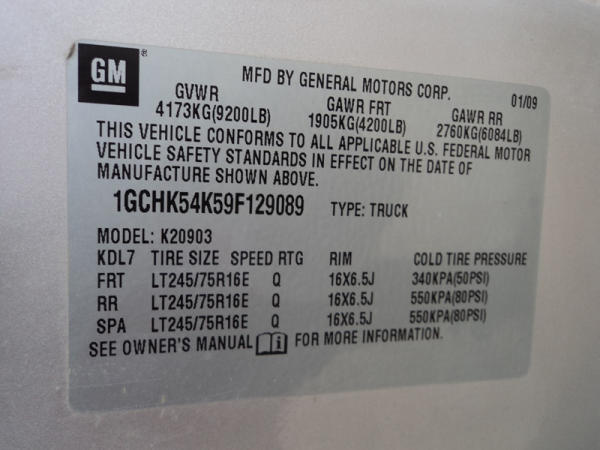 GM ®
MFD BY GENERAL MOTORS CORP. 01/09
GVWR GAWR FRT GAWR RR
4173KG(9200LB) 1905KG(4200LB) 2760KG(6084LB)
THIS VEHICLE CONFORMS TO ALL APPLICABLE U.S. FEDERAL MOTOR
VEHICLE SAFETY STANDARDS IN EFFECT ON THE DATE OF
MANUFACTURE SHOWN ABOVE.
1GCHK54K59F129089 TYPE: TRUCK
MODEL: K20903
KDL7 TIRE SIZE SPEED RTG RIM COLD TIRE PRESSURE
FRT LT245/75R16E Q 16X6.5J 340KPA(50PSI)
RR LT245/75R16E Q 16X6.5J 550KPA(80PSI)
SPA LT245/75R16E Q 16X6.5J 550KPA(80PSI)
SEE OWNER'S MANUAL i FOR MORE INFORMATION.